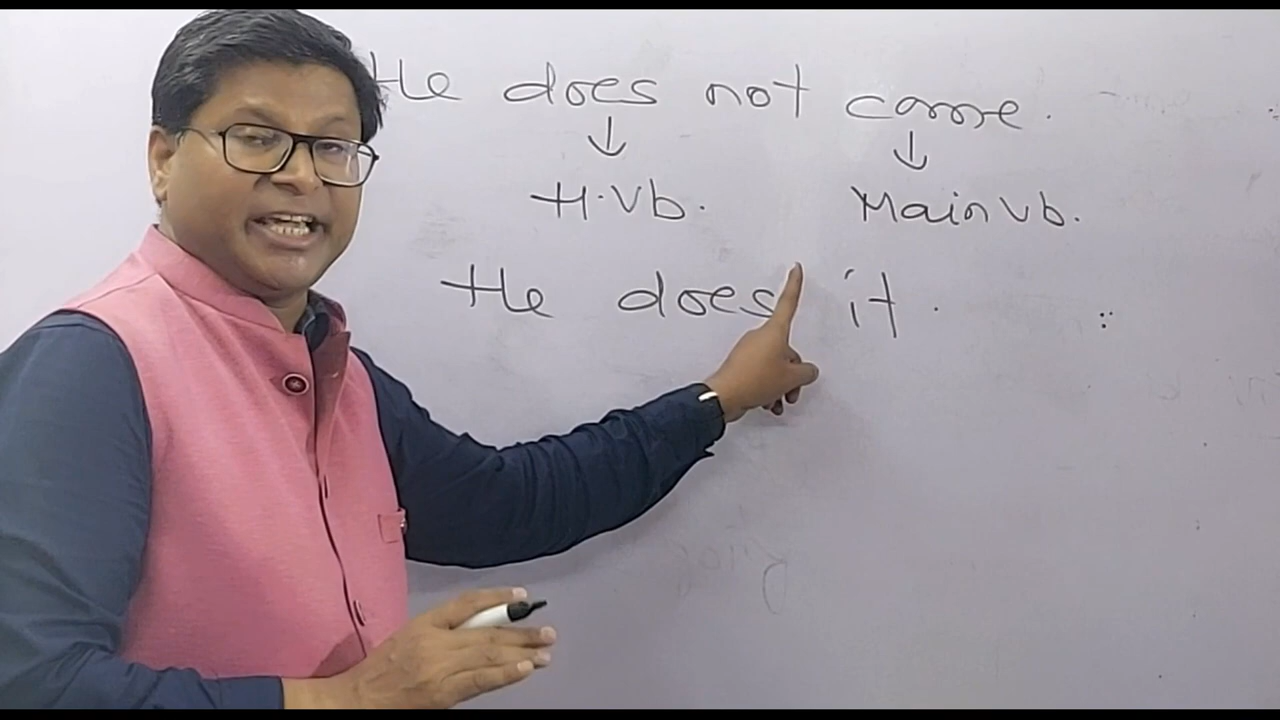 He does not come.
↓ ↓
H.Vb. Main Vb.
He does it.